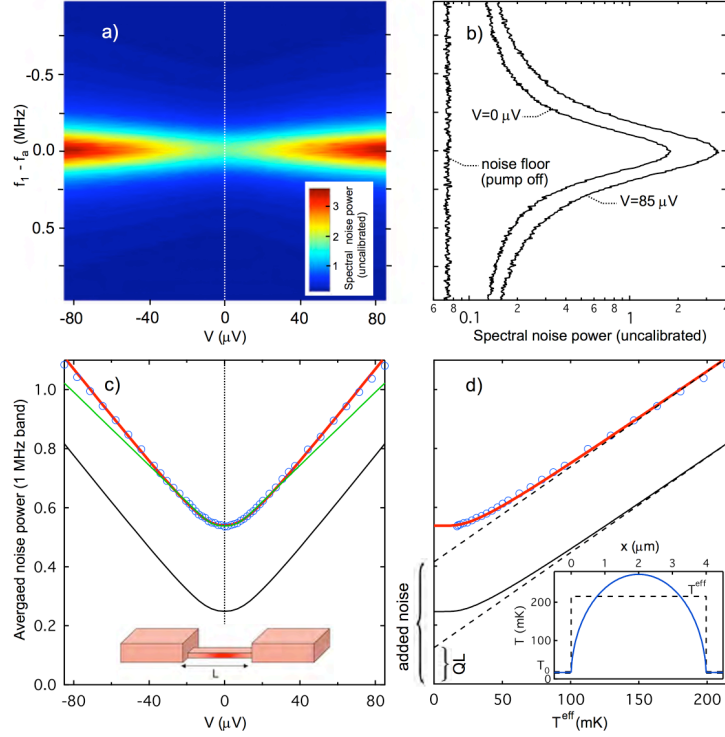 a)
-0.5
0.0
0.5
f1 - fa (MHz)
3
2
1
Spectral noise power
(uncalibrated)
-80
-40
0
40
80
V (μV)
b)
V=0 μV
noise floor
(pump off)
V=85 μV
6
8
0.1
2
4
6
8
1
2
Spectral noise power (uncalibrated)
c)
1.0
0.8
0.6
0.4
0.2
0.0
Avergaed noise power (1 MHz band)
L
-80
-40
0
40
80
V (μV)
d)
added noise
QL
x (μm)
0
1
2
3
4
Teff
200
100
0
T (mK)
T0
0
50
100
150
200
Teff(mK)